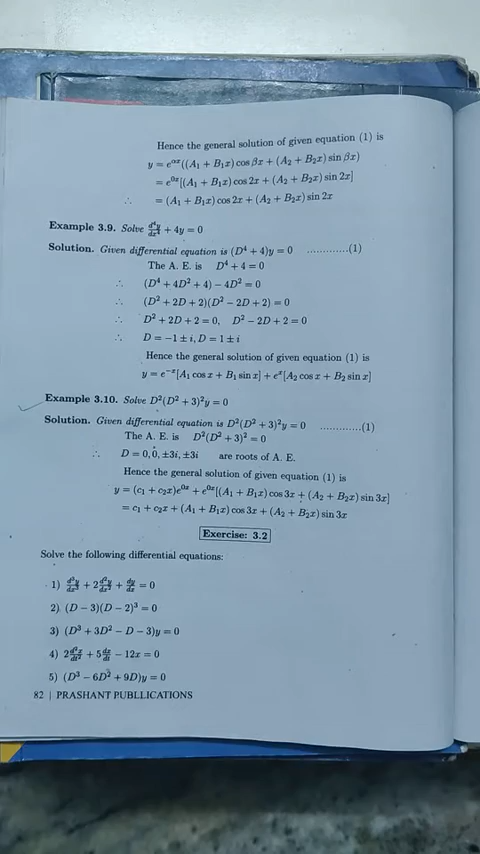 Hence the general solution of given equation (1) is
y = e^{αx}((A₁ + B₁x) cos βx + (A₂ + B₂x) sin βx)
= e^{0x}[(A₁ + B₁x) cos 2x + (A₂ + B₂x) sin 2x]
∴ = (A₁ + B₁x) cos 2x + (A₂ + B₂x) sin 2x
Example 3.9. Solve d⁴y/dx⁴ + 4y = 0
Solution. Given differential equation is (D⁴ + 4)y = 0 ............(1)
The A. E. is D⁴ + 4 = 0
∴ (D⁴ + 4D² + 4) − 4D² = 0
∴ (D² + 2D + 2)(D² − 2D + 2) = 0
∴ D² + 2D + 2 = 0, D² − 2D + 2 = 0
∴ D = −1 ± i, D = 1 ± i
Hence the general solution of given equation (1) is
y = e^{−x}[A₁ cos x + B₁ sin x] + e^{x}[A₂ cos x + B₂ sin x]
Example 3.10. Solve D²(D² + 3)²y = 0
Solution. Given differential equation is D²(D² + 3)²y = 0 ............(1)
The A. E. is D²(D² + 3)² = 0
∴ D = 0, 0, ±3i, ±3i are roots of A. E.
Hence the general solution of given equation (1) is
y = (c₁ + c₂x)e^{0x} + e^{0x}[(A₁ + B₁x) cos 3x + (A₂ + B₂x) sin 3x]
= c₁ + c₂x + (A₁ + B₁x) cos 3x + (A₂ + B₂x) sin 3x
Exercise: 3.2
Solve the following differential equations:
1) d³y/dx³ + 2 d²y/dx² + dy/dx = 0
2) (D − 3)(D − 2)³ = 0
3) (D³ + 3D² − D − 3)y = 0
4) 2 d²x/dt² + 5 dx/dt − 12x = 0
5) (D³ − 6D² + 9D)y = 0
82 | PRASHANT PUBLLICATIONS